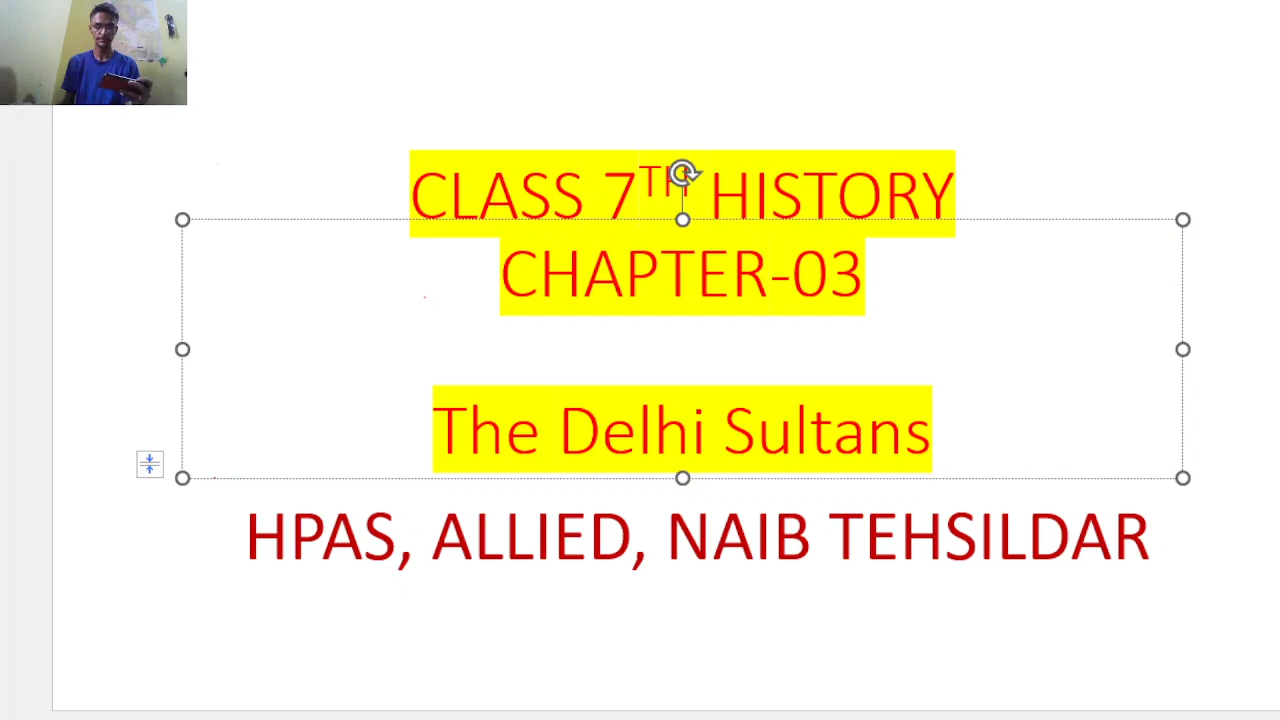 CLASS 7TH HISTORY
CHAPTER-03
The Delhi Sultans
HPAS, ALLIED, NAIB TEHSILDAR